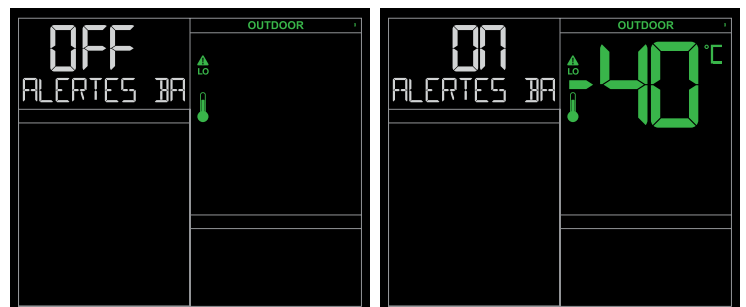 OFF
ALERTES BA
OUTDOOR
LO
ON
ALERTES BA
OUTDOOR
LO
-40°C